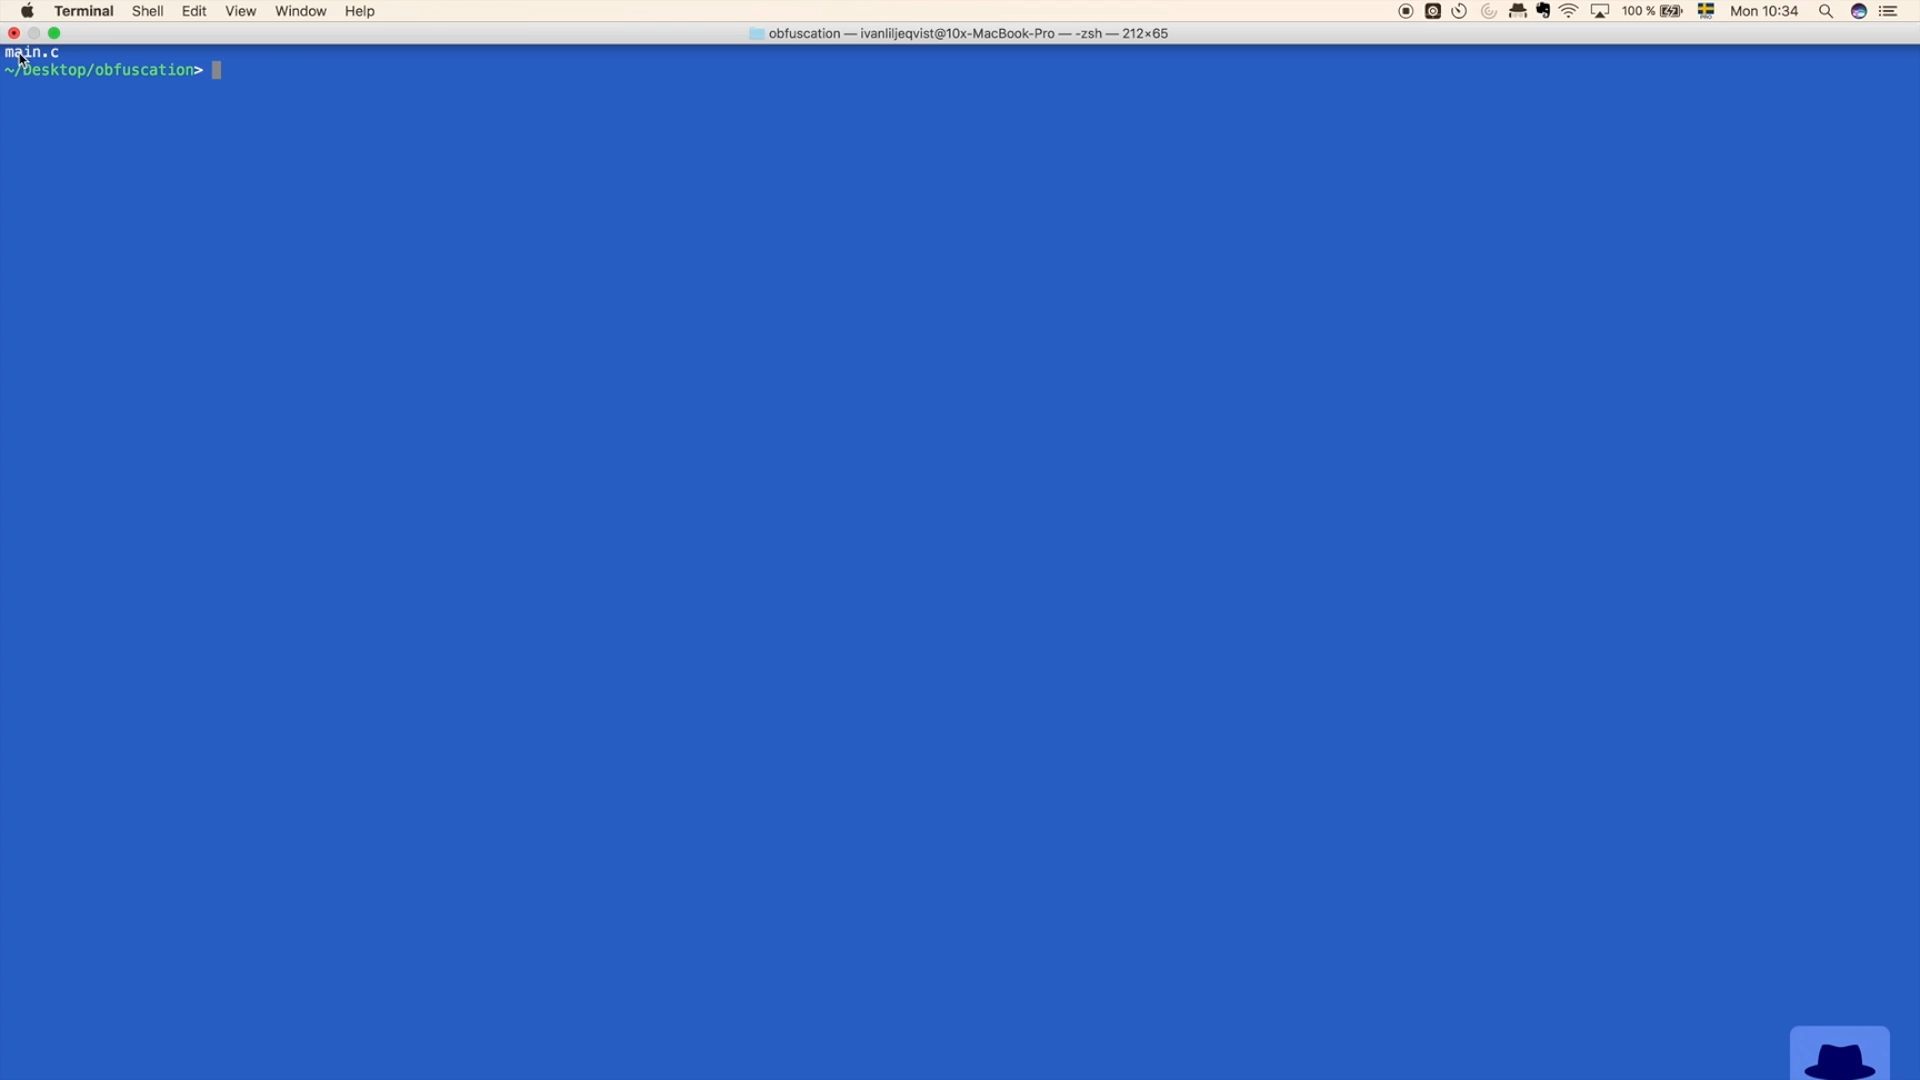 Terminal Shell Edit View Window Help 100 % PRO Mon 10:34
obfuscation — ivanliljeqvist@10x-MacBook-Pro — -zsh — 212×65
main.c
~/Desktop/obfuscation>